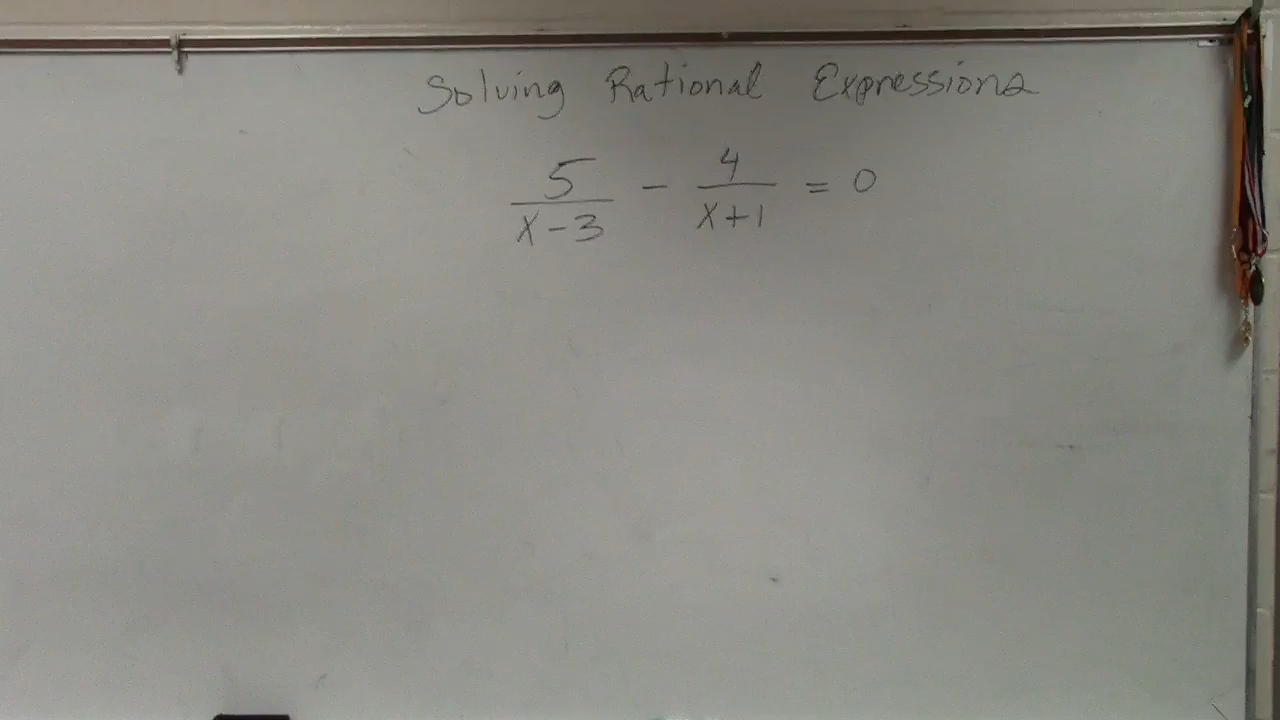 Solving Rational Expressions
5/(x-3) - 4/(x+1) = 0